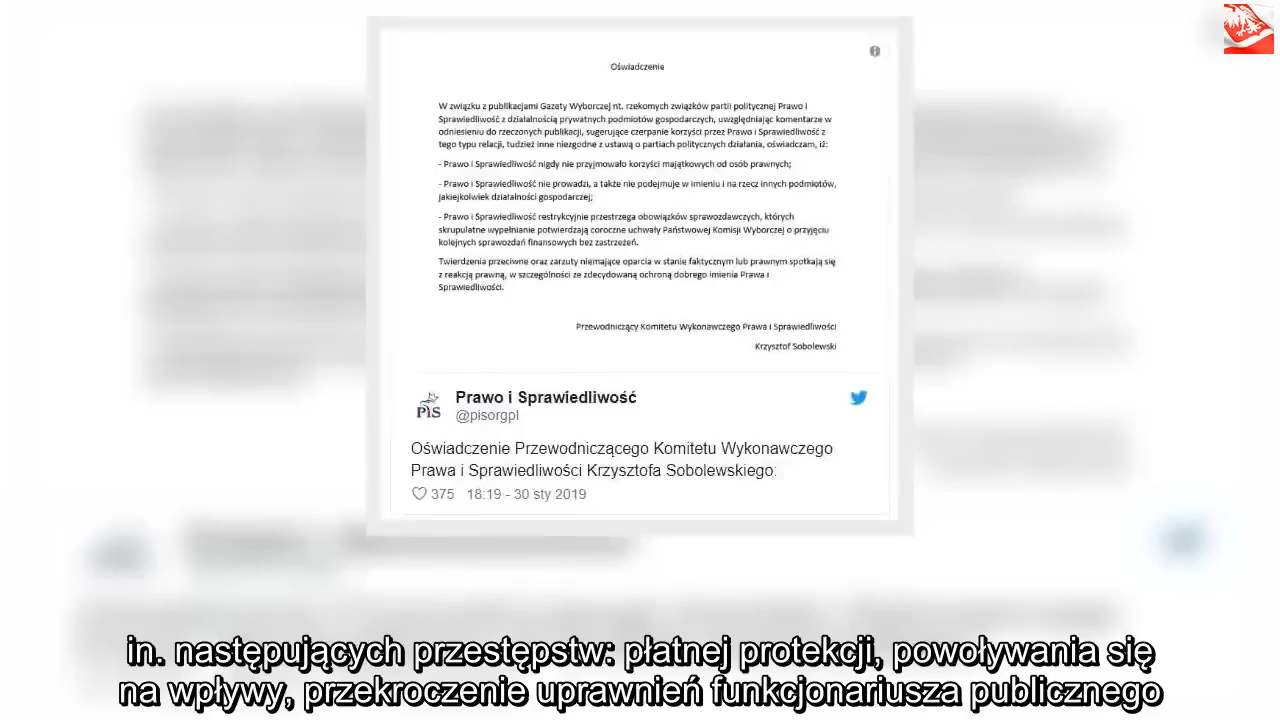 Oświadczenie
W związku z publikacjami Gazety Wyborczej nt. rzekomych związków partii politycznej Prawo i
Sprawiedliwość z działalnością prywatnych podmiotów gospodarczych, uwzględniając komentarze w
odniesieniu do rzeczonych publikacji, sugerujące czerpanie korzyści przez Prawo i Sprawiedliwość z
tego typu relacji, tudzież inne niezgodne z ustawą o partiach politycznych działania, oświadczam, iż:
- Prawo i Sprawiedliwość nigdy nie przyjmowało korzyści majątkowych od osób prawnych;
- Prawo i Sprawiedliwość nie prowadzi, a także nie podejmuje w imieniu i na rzecz innych podmiotów,
jakiejkolwiek działalności gospodarczej;
- Prawo i Sprawiedliwość restrykcyjnie przestrzega obowiązków sprawozdawczych, których
skrupulatne wypełnianie potwierdzają coroczne uchwały Państwowej Komisji Wyborczej o przyjęciu
kolejnych sprawozdań finansowych bez zastrzeżeń.
Twierdzenia przeciwne oraz zarzuty niemające oparcia w stanie faktycznym lub prawnym spotkają się
z reakcją prawną, w szczególności ze zdecydowaną ochroną dobrego imienia Prawa i
Sprawiedliwości.
Przewodniczący Komitetu Wykonawczego Prawa i Sprawiedliwości
Krzysztof Sobolewski
PiS
Prawo i Sprawiedliwość
@pisorgpl
Oświadczenie Przewodniczącego Komitetu Wykonawczego
Prawa i Sprawiedliwości Krzysztofa Sobolewskiego:
375 18:19 - 30 sty 2019
in. następujących przestępstw: płatnej protekcji, powoływania się
na wpływy, przekroczenie uprawnień funkcjonariusza publicznego